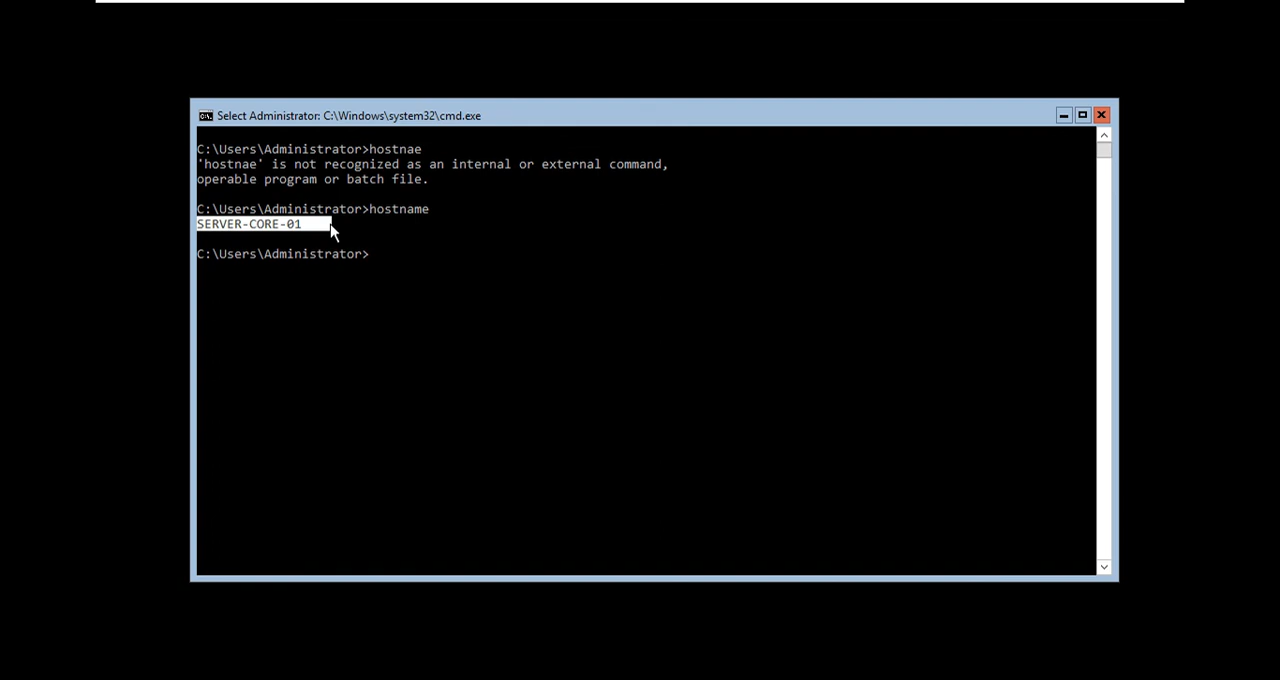 Select Administrator: C:\Windows\system32\cmd.exe
C:\Users\Administrator>hostnae
'hostnae' is not recognized as an internal or external command,
operable program or batch file.
C:\Users\Administrator>hostname
SERVER-CORE-01
C:\Users\Administrator>